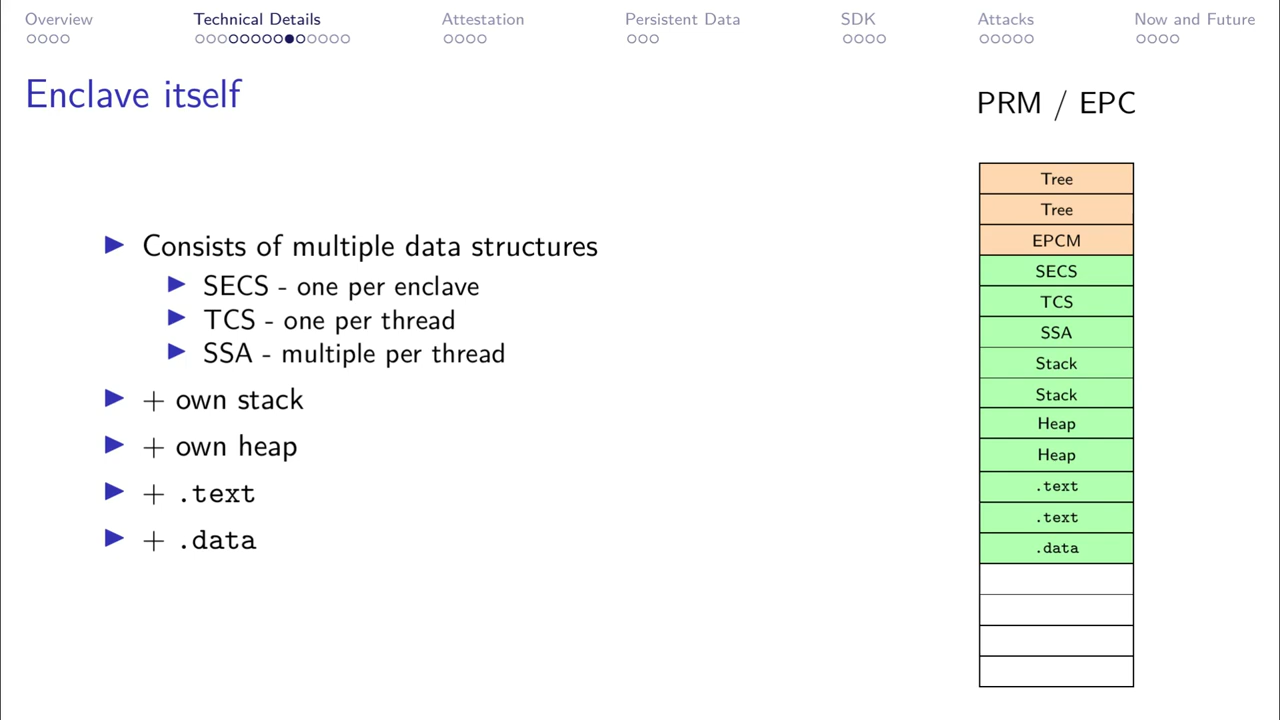 Overview
Technical Details
Attestation
Persistent Data
SDK
Attacks
Now and Future
Enclave itself
PRM / EPC
Consists of multiple data structures
SECS - one per enclave
TCS - one per thread
SSA - multiple per thread
+ own stack
+ own heap
+ .text
+ .data
Tree
Tree
EPCM
SECS
TCS
SSA
Stack
Stack
Heap
Heap
.text
.text
.data